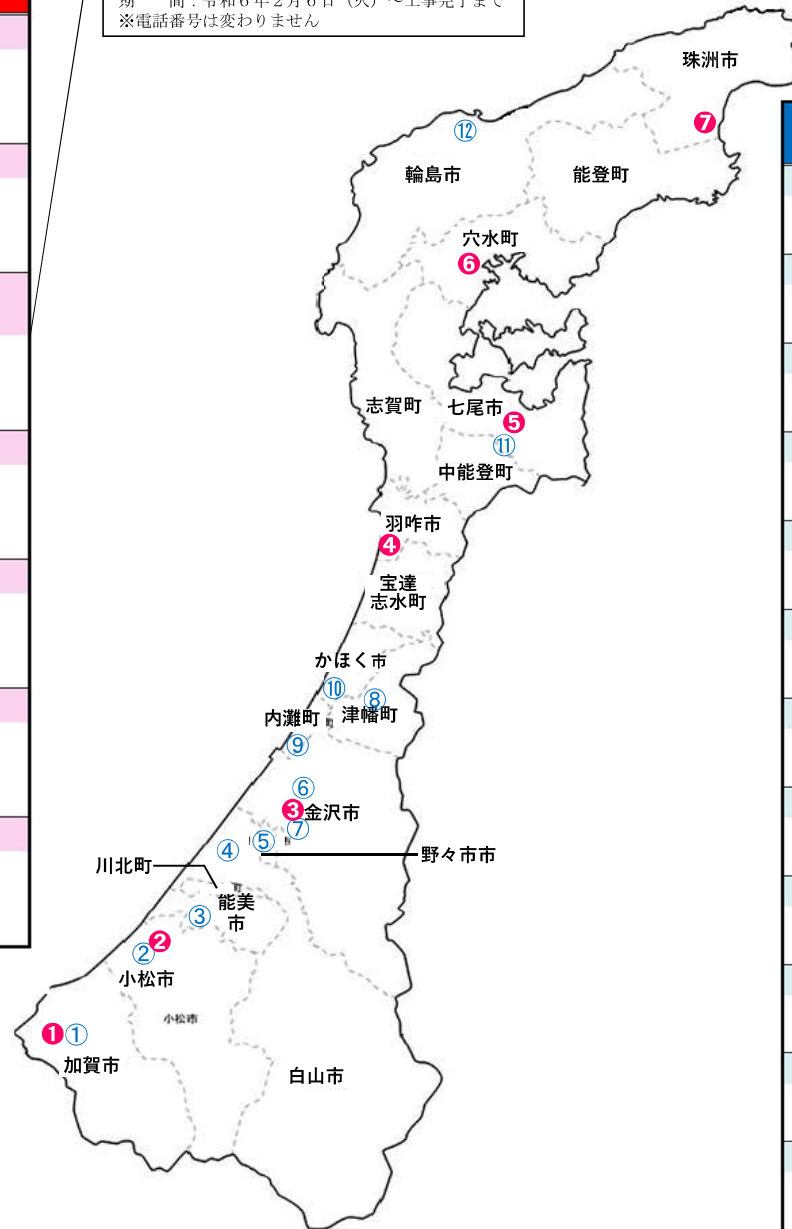 ※電話番号は変わりません
珠洲市
❼
⑫
輪島市
能登町
穴水町
❻
志賀町
七尾市
❺
⑪
中能登町
羽咋市
❹
宝達
志水町
かほく市
⑩
⑧
内灘町
町
津幡町
⑨
⑥
❸
金沢市
⑦
⑤
④
野々市市
川北町
町
能美
市
③
❷
②
小松市
小松市
❶
①
加賀市
白山市